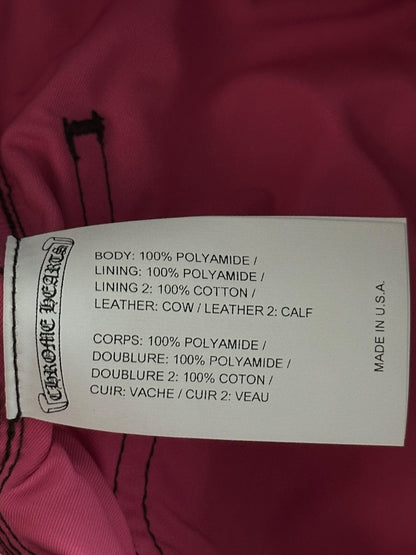 CHROME HEARTS
BODY: 100% POLYAMIDE /
LINING: 100% POLYAMIDE /
LINING 2: 100% COTTON /
LEATHER: COW / LEATHER 2: CALF
CORPS: 100% POLYAMIDE /
DOUBLURE: 100% POLYAMIDE /
DOUBLURE 2: 100% COTON /
CUIR: VACHE / CUIR 2: VEAU
MADE IN U.S.A.